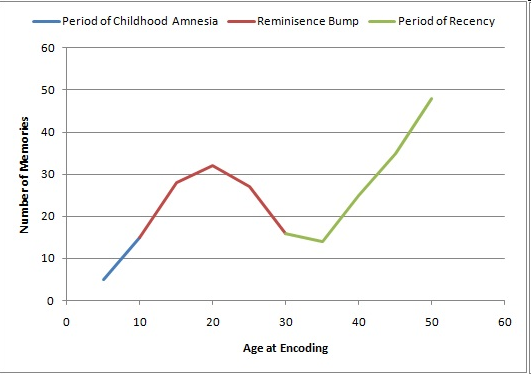 Period of Childhood Amnesia Reminisence Bump Period of Recency
60
50
40
30
20
10
0
Number of Memories
0 10 20 30 40 50 60
Age at Encoding